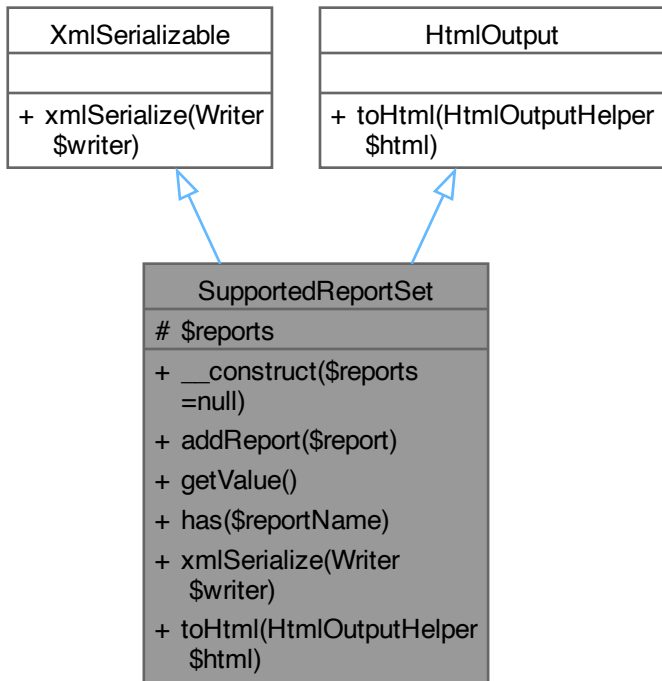 XmlSerializable
+ xmlSerialize(Writer
$writer)
HtmlOutput
+ toHtml(HtmlOutputHelper
$html)
SupportedReportSet
# $reports
+ __construct($reports
=null)
+ addReport($report)
+ getValue()
+ has($reportName)
+ xmlSerialize(Writer
$writer)
+ toHtml(HtmlOutputHelper
$html)